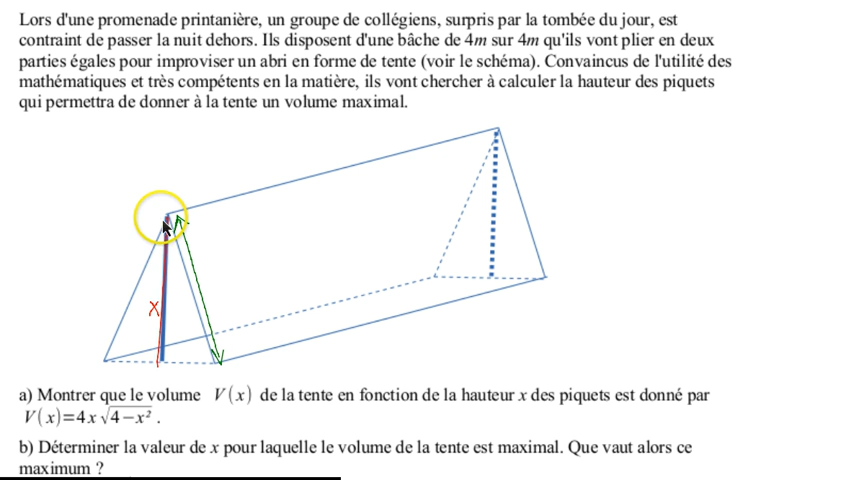 Lors d'une promenade printanière, un groupe de collégiens, surpris par la tombée du jour, est
contraint de passer la nuit dehors. Ils disposent d'une bâche de 4m sur 4m qu'ils vont plier en deux
parties égales pour improviser un abri en forme de tente (voir le schéma). Convaincus de l'utilité des
mathématiques et très compétents en la matière, ils vont chercher à calculer la hauteur des piquets
qui permettra de donner à la tente un volume maximal.
X
a) Montrer que le volume V(x) de la tente en fonction de la hauteur x des piquets est donné par
V(x)=4x√(4−x²) .
b) Déterminer la valeur de x pour laquelle le volume de la tente est maximal. Que vaut alors ce
maximum ?